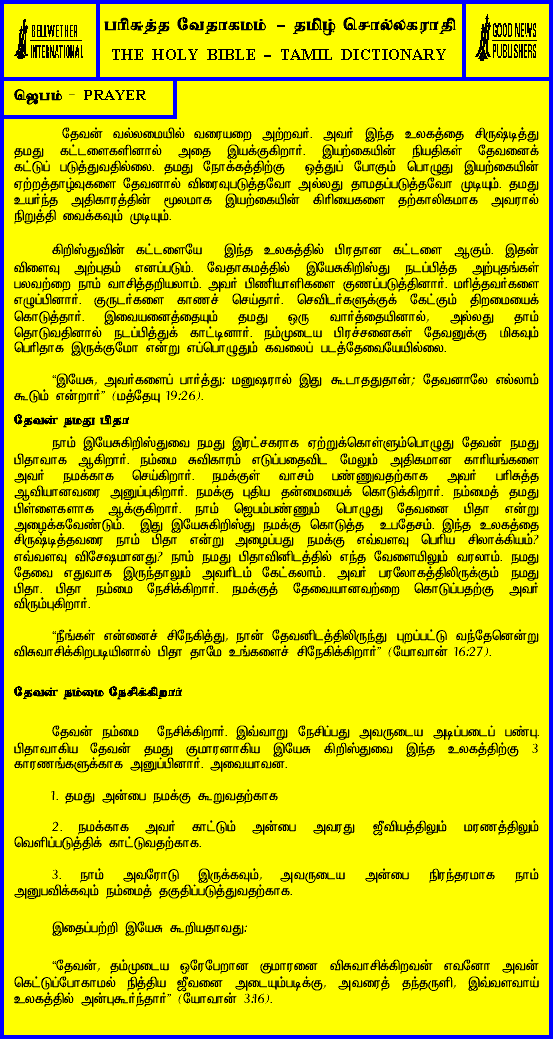 BELLWETHER
INTERNATIONAL
பரிசுத்த வேதாகமம் – தமிழ் சொல்லகராதி
THE HOLY BIBLE – TAMIL DICTIONARY
GOOD NEWS
PUBLISHERS
ஜெபம் – PRAYER
தேவன் வல்லமையில் வரையறை அற்றவர். அவர் இந்த உலகத்தை சிருஷ்டித்து
தமது கட்டளைகளினால் அதை இயக்குகிறார். இயற்கையின் நியதிகள் தேவனைக்
கட்டுப் படுத்துவதில்லை. தமது நோக்கத்திற்கு ஒத்துப் போகும் பொழுது இயற்கையின்
ஏற்றத்தாழ்வுகளை தேவனால் விரைவுபடுத்தவோ அல்லது தாமதப்படுத்தவோ முடியும். தமது
உயர்ந்த அதிகாரத்தின் மூலமாக இயற்கையின் கிரியைகளை தற்காலிகமாக அவரால்
நிறுத்தி வைக்கவும் முடியும்.
கிறிஸ்துவின் கட்டளையே இந்த உலகத்தில் பிரதான கட்டளை ஆகும். இதன்
விளைவு அற்புதம் எனப்படும். வேதாகமத்தில் இயேசுகிறிஸ்து நடப்பித்த அற்புதங்கள்
பலவற்றை நாம் வாசித்தறியலாம். அவர் பிணியாளிகளை குணப்படுத்தினார். மரித்தவர்களை
எழுப்பினார். குருடர்களை காணச் செய்தார். செவிடர்களுக்குக் கேட்கும் திறமையைக்
கொடுத்தார். இவையனைத்தையும் தமது ஒரு வார்த்தையினால், அல்லது தாம்
தொடுவதினால் நடப்பித்துக் காட்டினார். நம்முடைய பிரச்சனைகள் தேவனுக்கு மிகவும்
பெரிதாக இருக்குமோ என்று எப்பொழுதும் கவலைப் படத்தேவையேயில்லை.
“இயேசு, அவர்களைப் பார்த்து: மனுஷரால் இது கூடாததுதான்; தேவனாலே எல்லாம்
கூடும் என்றார்” (மத்தேயு 19:26).
தேவன் நமது பிதா
நாம் இயேசுகிறிஸ்துவை நமது இரட்சகராக ஏற்றுக்கொள்ளும்பொழுது தேவன் நமது
பிதாவாக ஆகிறார். நம்மை சுவிகாரம் எடுப்பதைவிட மேலும் அதிகமான காரியங்களை
அவர் நமக்காக செய்கிறார். நமக்குள் வாசம் பண்ணுவதற்காக அவர் பரிசுத்த
ஆவியானவரை அனுப்புகிறார். நமக்கு புதிய தன்மையைக் கொடுக்கிறார். நம்மைத் தமது
பிள்ளைகளாக ஆக்குகிறார். நாம் ஜெபம்பண்ணும் பொழுது தேவனை பிதா என்று
அழைக்கவேண்டும். இது இயேசுகிறிஸ்து நமக்கு கொடுத்த உபதேசம். இந்த உலகத்தை
சிருஷ்டித்தவரை நாம் பிதா என்று அழைப்பது நமக்கு எவ்வளவு பெரிய சிலாக்கியம்?
எவ்வளவு விசேஷமானது? நாம் நமது பிதாவினிடத்தில் எந்த வேளையிலும் வரலாம். நமது
தேவை எதுவாக இருந்தாலும் அவரிடம் கேட்கலாம். அவர் பரலோகத்திலிருக்கும் நமது
பிதா. பிதா நம்மை நேசிக்கிறார். நமக்குத் தேவையானவற்றை கொடுப்பதற்கு அவர்
விரும்புகிறார்.
“நீங்கள் என்னைச் சிநேகித்து, நான் தேவனிடத்திலிருந்து புறப்பட்டு வந்தேனென்று
விசுவாசிக்கிறபடியினால் பிதா தாமே உங்களைச் சிநேகிக்கிறார்” (யோவான் 16:27).
தேவன் நம்மை நேசிக்கிறார்
தேவன் நம்மை நேசிக்கிறார். இவ்வாறு நேசிப்பது அவருடைய அடிப்படைப் பண்பு.
பிதாவாகிய தேவன் தமது குமாரனாகிய இயேசு கிறிஸ்துவை இந்த உலகத்திற்கு 3
காரணங்களுக்காக அனுப்பினார். அவையாவன.
1. தமது அன்பை நமக்கு கூறுவதற்காக
2. நமக்காக அவர் காட்டும் அன்பை அவரது ஜீவியத்திலும் மரணத்திலும்
வெளிப்படுத்திக் காட்டுவதற்காக.
3. நாம் அவரோடு இருக்கவும், அவருடைய அன்பை நிரந்தரமாக நாம்
அனுபவிக்கவும் நம்மைத் தகுதிப்படுத்துவதற்காக.
இதைப்பற்றி இயேசு கூறியதாவது:
“தேவன், தம்முடைய ஒரேபேறான குமாரனை விசுவாசிக்கிறவன் எவனோ அவன்
கெட்டுப்போகாமல் நித்திய ஜீவனை அடையும்படிக்கு, அவரைத் தந்தருளி, இவ்வளவாய்
உலகத்தில் அன்புகூர்ந்தார்” (யோவான் 3:16).